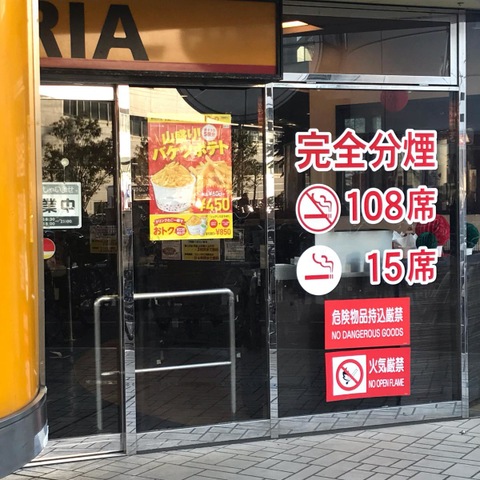 RIA
山盛り!
バケツポテト
¥450
おトク
¥850
業中
完全分煙
108席
15席
危険物品持込厳禁
NO DANGEROUS GOODS
火気厳禁
NO OPEN FLAME